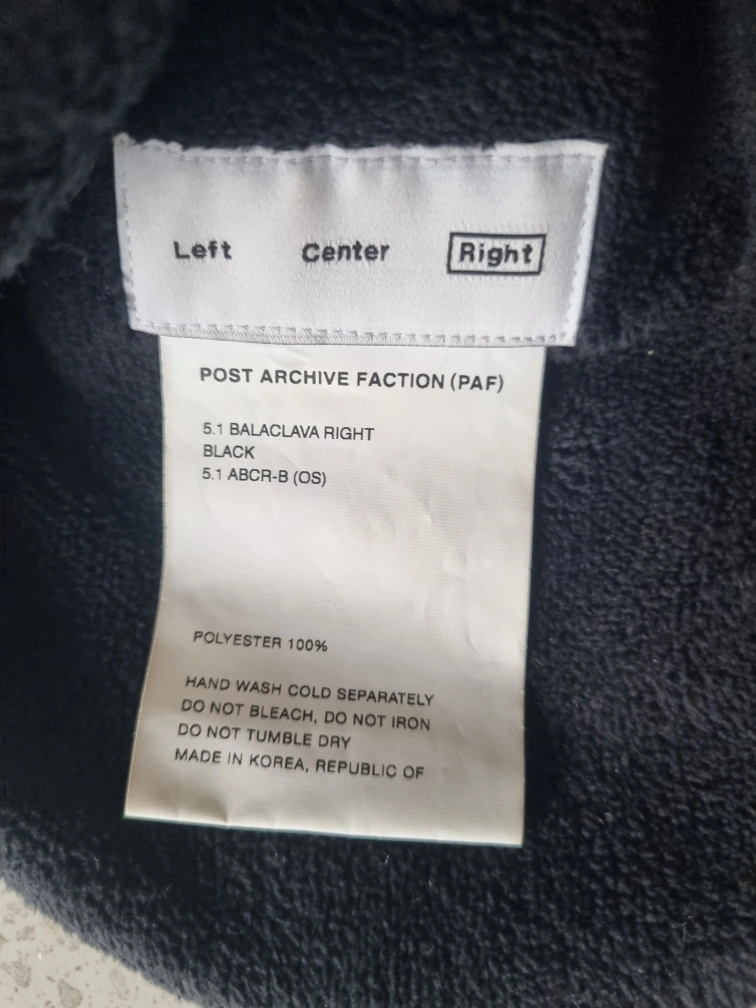 Left Center Right
POST ARCHIVE FACTION (PAF)
5.1 BALACLAVA RIGHT
BLACK
5.1 ABCR-B (OS)
POLYESTER 100%
HAND WASH COLD SEPARATELY
DO NOT BLEACH, DO NOT IRON
DO NOT TUMBLE DRY
MADE IN KOREA, REPUBLIC OF